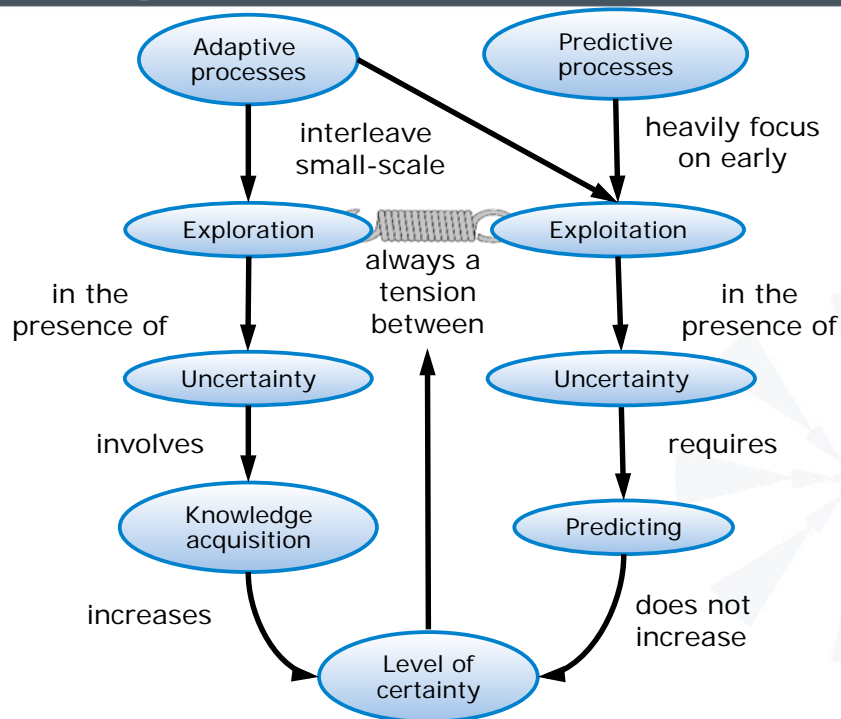 Adaptive
processes
Predictive
processes
interleave
small-scale
heavily focus
on early
Exploration
Exploitation
always a
tension
between
in the
presence of
in the
presence of
Uncertainty
Uncertainty
involves
requires
Knowledge
acquisition
Predicting
increases
does not
increase
Level of
certainty